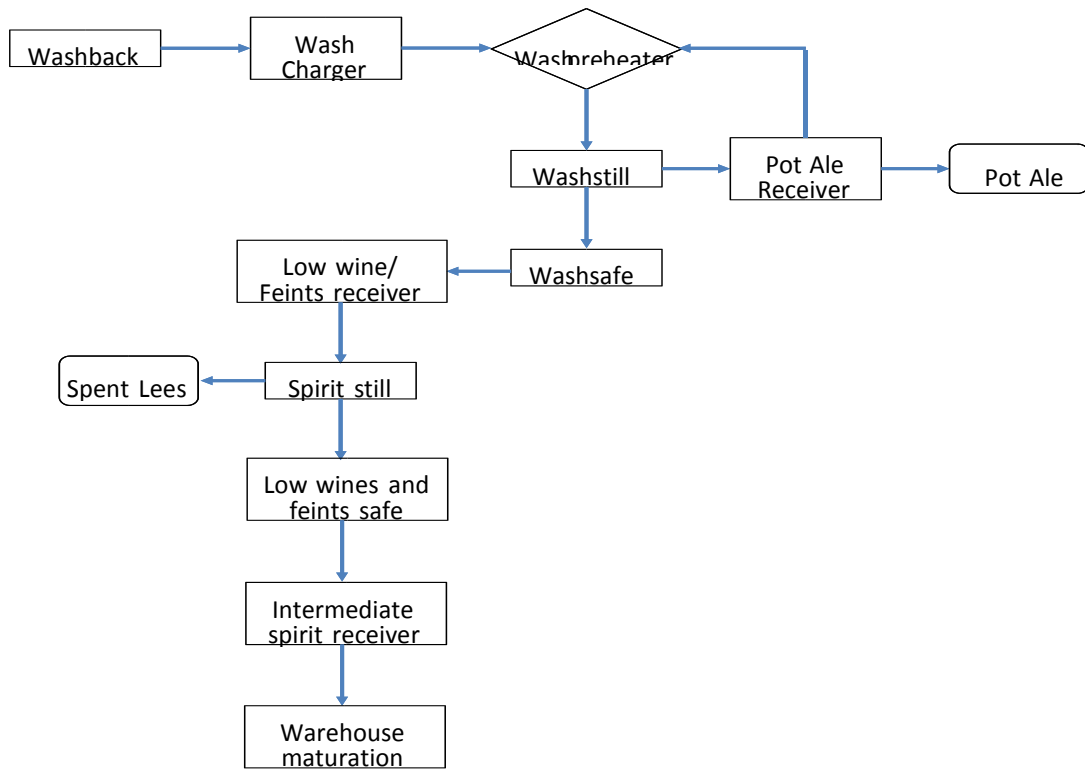 Washback
Wash
Charger
Washpreheater
Washstill
Pot Ale
Receiver
Pot Ale
Low wine/
Feints receiver
Washsafe
Spent Lees
Spirit still
Low wines and
feints safe
Intermediate
spirit receiver
Warehouse
maturation